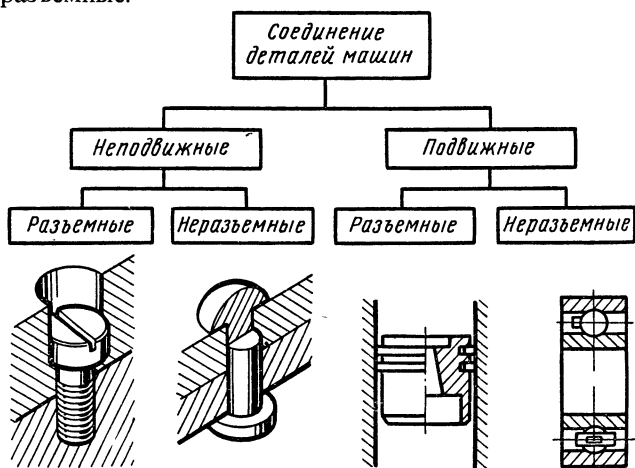 разъемные.
Соединение
деталей машин
Неподвижные
Подвижные
Разъемные
Неразъемные
Разъемные
Неразъемные